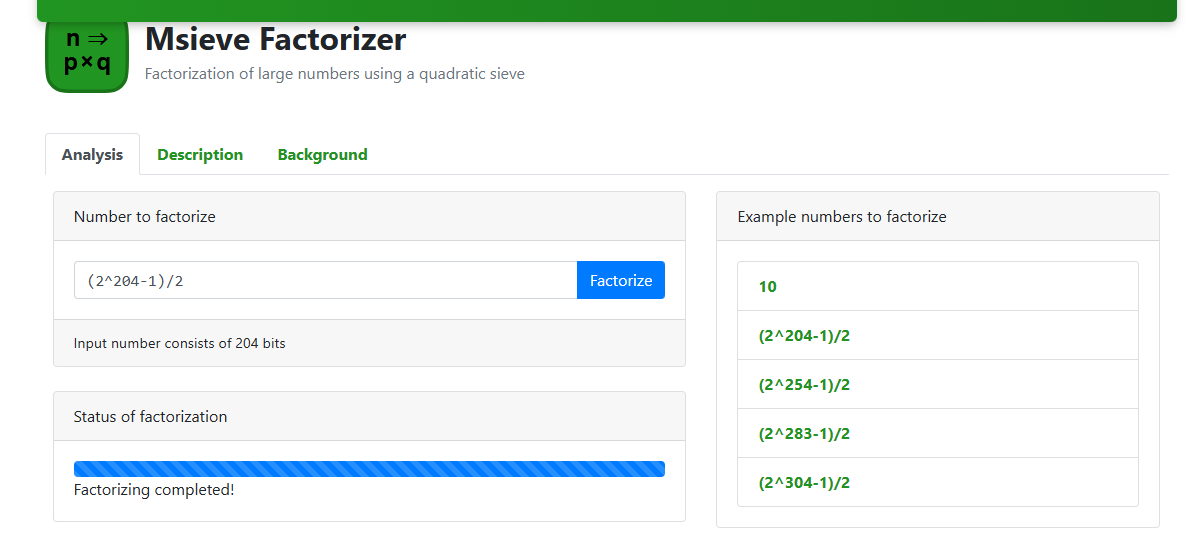 n ⇒
p×q
Msieve Factorizer
Factorization of large numbers using a quadratic sieve
Analysis
Description
Background
Number to factorize
(2^204-1)/2
Factorize
Input number consists of 204 bits
Status of factorization
Factorizing completed!
Example numbers to factorize
10
(2^204-1)/2
(2^254-1)/2
(2^283-1)/2
(2^304-1)/2